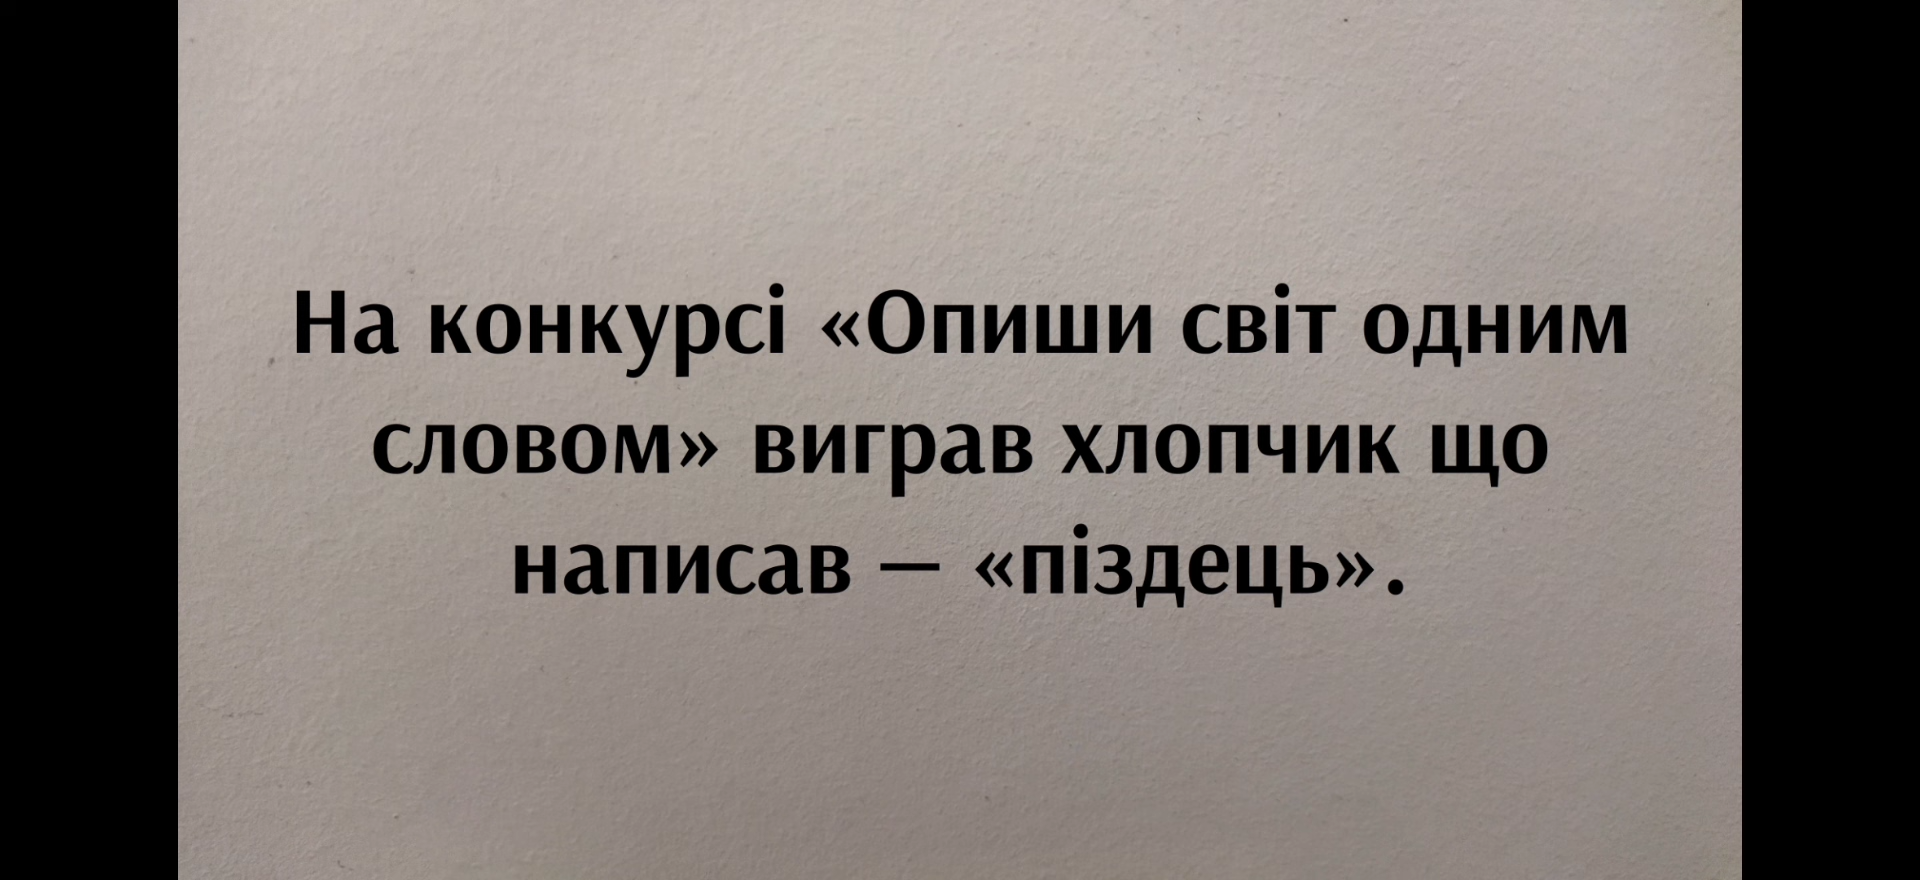 На конкурсі «Опиши світ одним
словом» виграв хлопчик що
написав — «піздець».